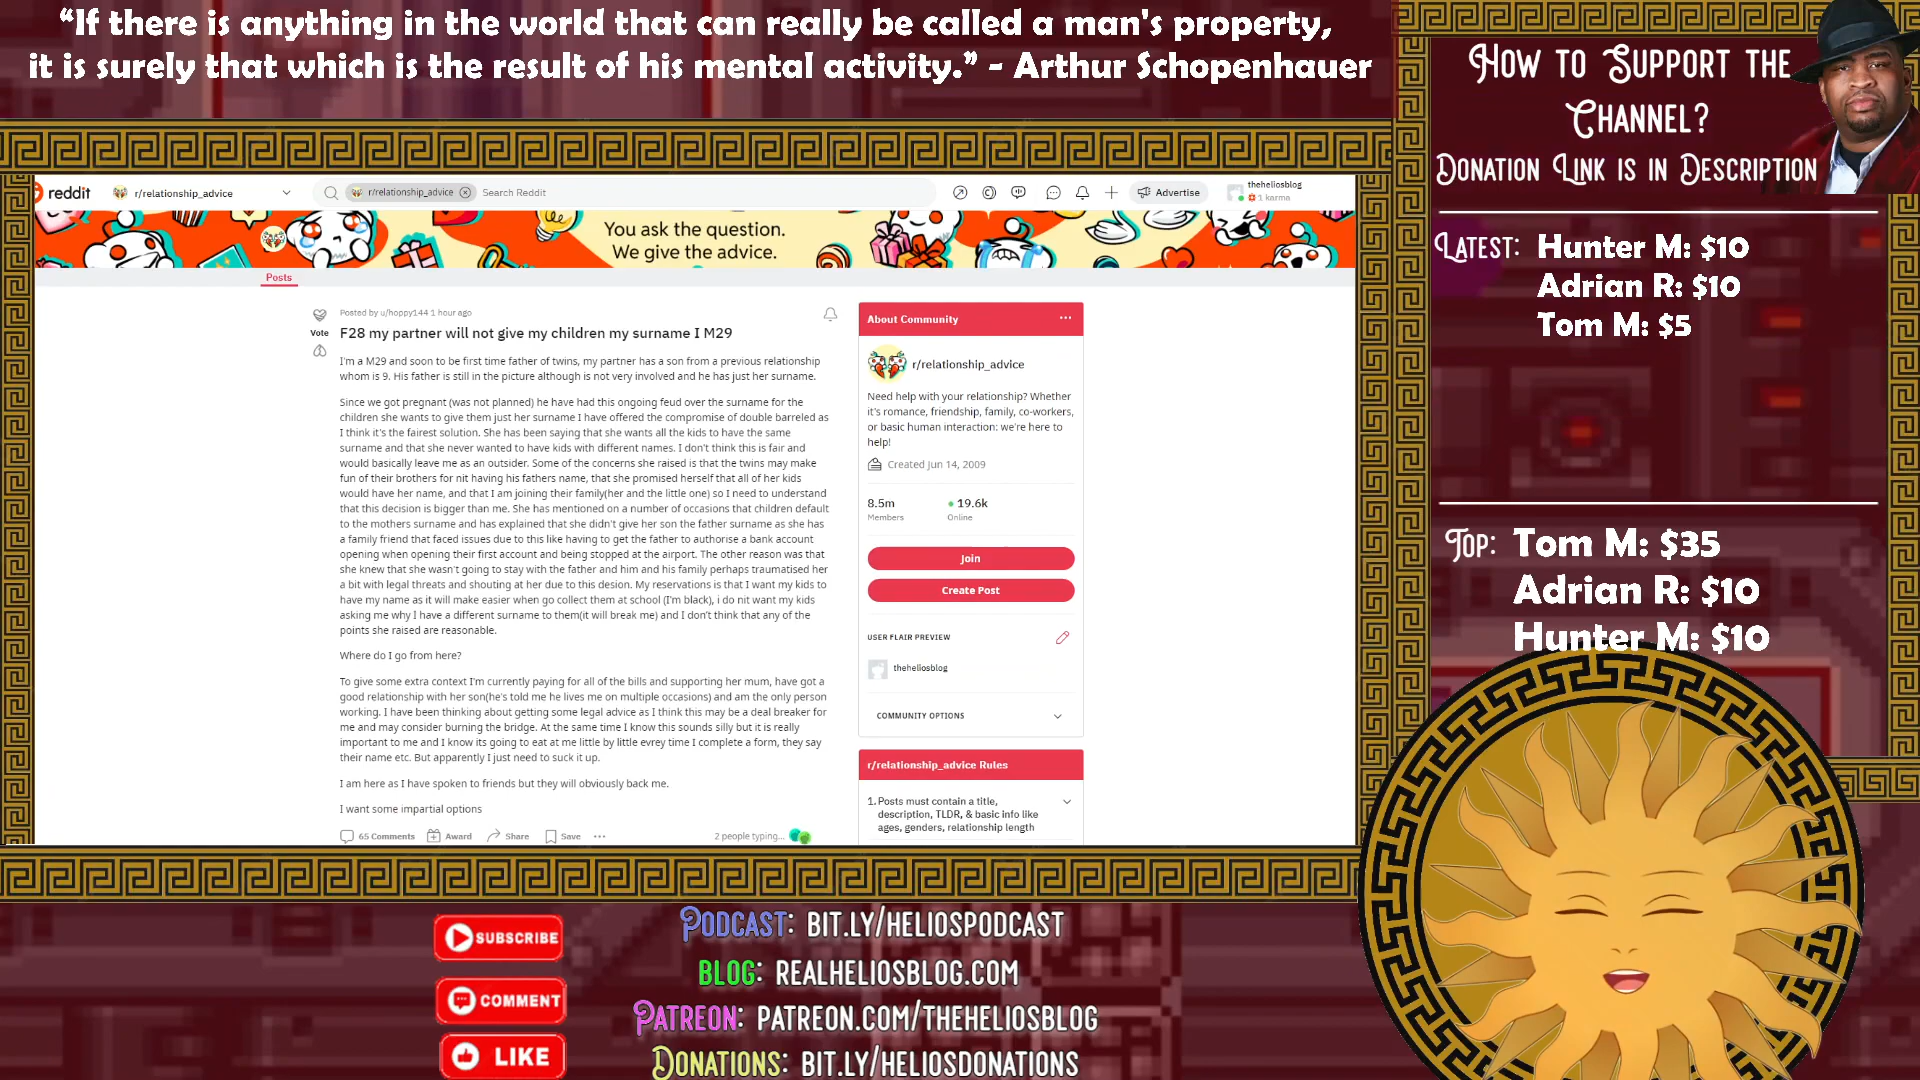 “If there is anything in the world that can really be called a man's property,
it is surely that which is the result of his mental activity.” - Arthur Schopenhauer
How to Support the
Channel?
Donation Link is in Description
Latest: Hunter M: $10
Adrian R: $10
Tom M: $5
Top: Tom M: $35
Adrian R: $10
Hunter M: $10
reddit
r/relationship_advice
r/relationship_advice
Search Reddit
Advertise
theheliosblog
1 karma
You ask the question.
We give the advice.
Posts
Posted by u/hoppy144 1 hour ago
Vote
F28 my partner will not give my children my surname I M29
I'm a M29 and soon to be first time father of twins, my partner has a son from a previous relationship
whom is 9. His father is still in the picture although is not very involved and he has just her surname.
Since we got pregnant (was not planned) he have had this ongoing feud over the surname for the
children she wants to give them just her surname I have offered the compromise of double barreled as
I think it's the fairest solution. She has been saying that she wants all the kids to have the same
surname and that she never wanted to have kids with different names. I don't think this is fair and
would basically leave me as an outsider. Some of the concerns she raised is that the twins may make
fun of their brothers for nit having his fathers name, that she promised herself that all of her kids
would have her name, and that I am joining their family(her and the little one) so I need to understand
that this decision is bigger than me. She has mentioned on a number of occasions that children default
to the mothers surname and has explained that she didn't give her son the father surname as she has
a family friend that faced issues due to this like having to get the father to authorise a bank account
opening when opening their first account and being stopped at the airport. The other reason was that
she knew that she wasn't going to stay with the father and him and his family perhaps traumatised her
a bit with legal threats and shouting at her due to this desion. My reservations is that I want my kids to
have my name as it will make easier when go collect them at school (I'm black), i do nit want my kids
asking me why I have a different surname to them(it will break me) and I don't think that any of the
points she raised are reasonable.
Where do I go from here?
To give some extra context I'm currently paying for all of the bills and supporting her mum, have got a
good relationship with her son(he's told me he lives me on multiple occasions) and am the only person
working. I have been thinking about getting some legal advice as I think this may be a deal breaker for
me and may consider burning the bridge. At the same time I know this sounds silly but it is really
important to me and I know its going to eat at me little by little evrey time I complete a form, they say
their name etc. But apparently I just need to suck it up.
I am here as I have spoken to friends but they will obviously back me.
I want some impartial options
65 Comments
Award
Share
Save
2 people typing...
About Community
r/relationship_advice
Need help with your relationship? Whether
it's romance, friendship, family, co-workers,
or basic human interaction: we're here to
help!
Created Jun 14, 2009
8.5m
19.6k
Members
Online
Join
Create Post
USER FLAIR PREVIEW
theheliosblog
COMMUNITY OPTIONS
r/relationship_advice Rules
1. Posts must contain a title,
description, TLDR, & basic info like
ages, genders, relationship length
SUBSCRIBE
COMMENT
LIKE
Podcast: bit.ly/heliospodcast
Blog: realheliosblog.com
Patreon: patreon.com/theheliosblog
Donations: bit.ly/heliosdonations